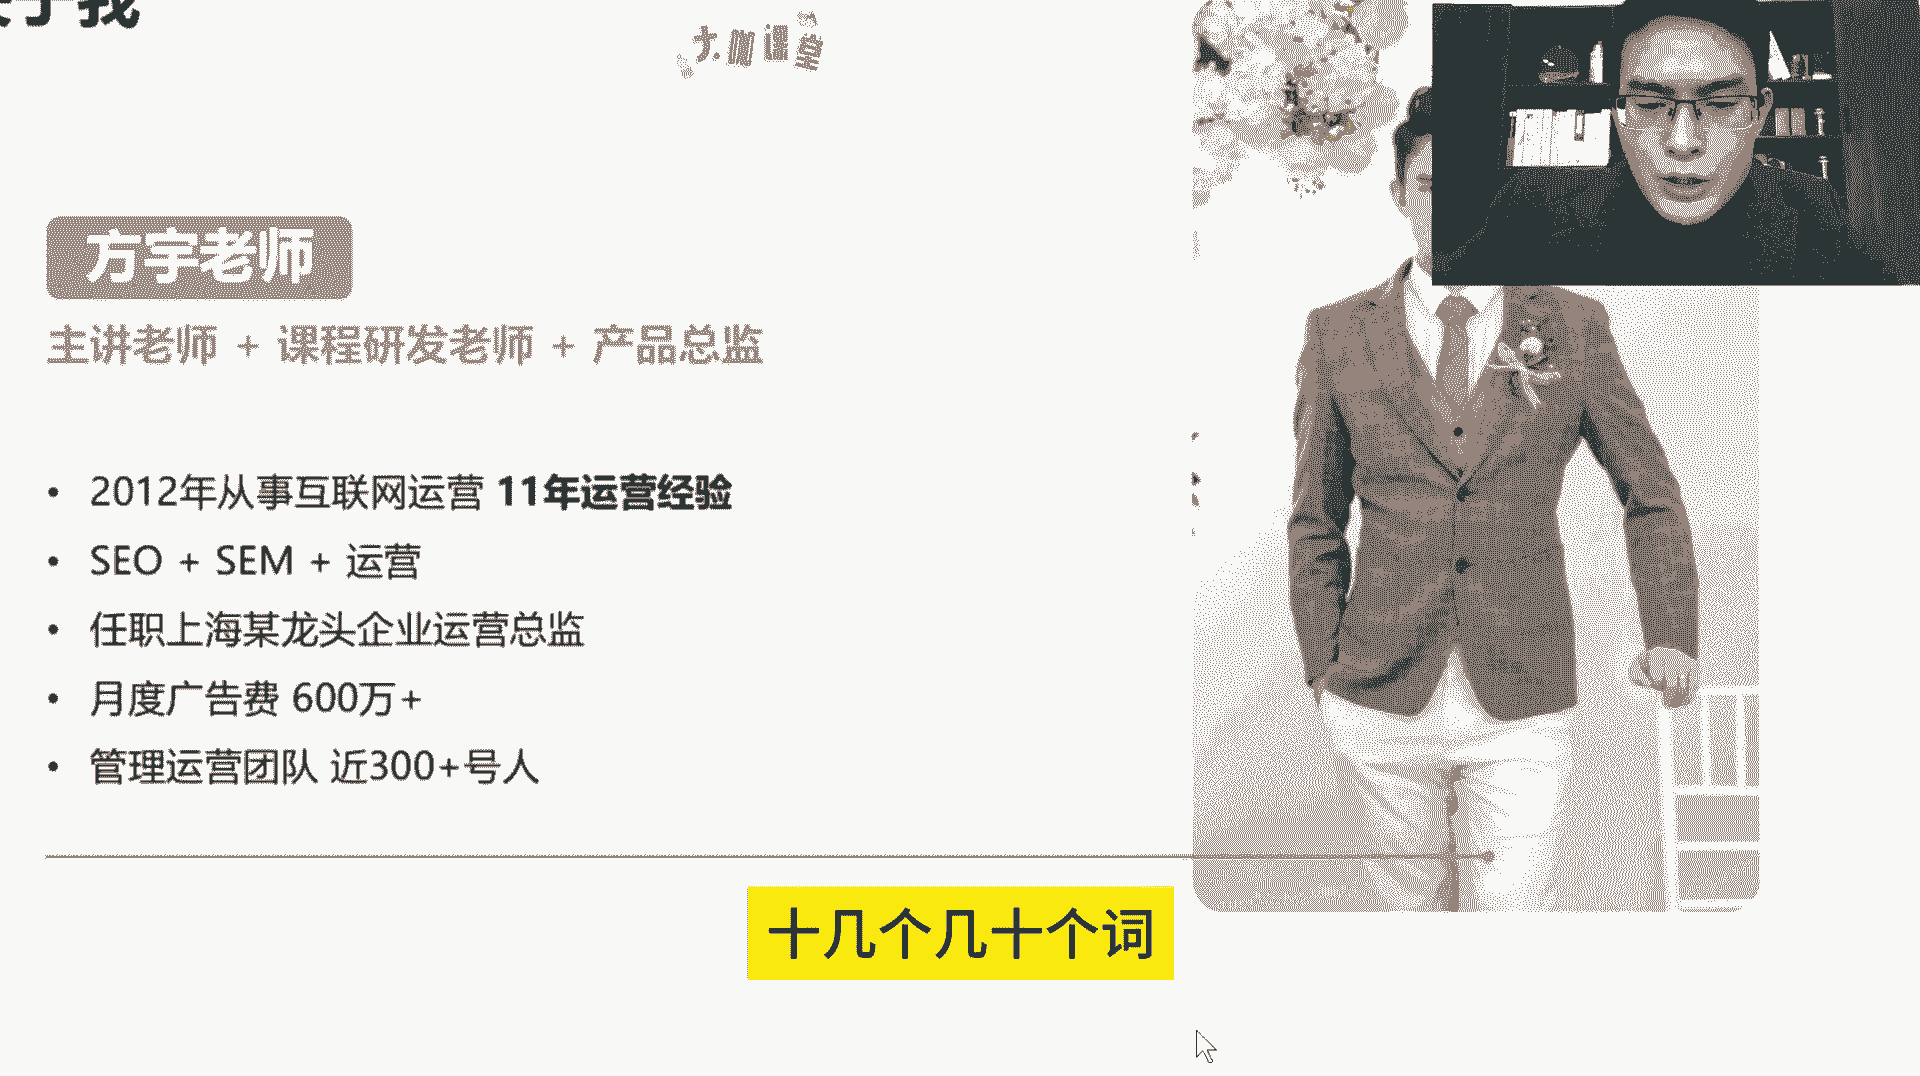 关于我
大咖课堂
方宇老师
主讲老师 + 课程研发老师 + 产品总监
• 2012年从事互联网运营 11年运营经验
• SEO + SEM + 运营
• 任职上海某龙头企业运营总监
• 月度广告费 600万+
• 管理运营团队 近300+号人
十几个几十个词